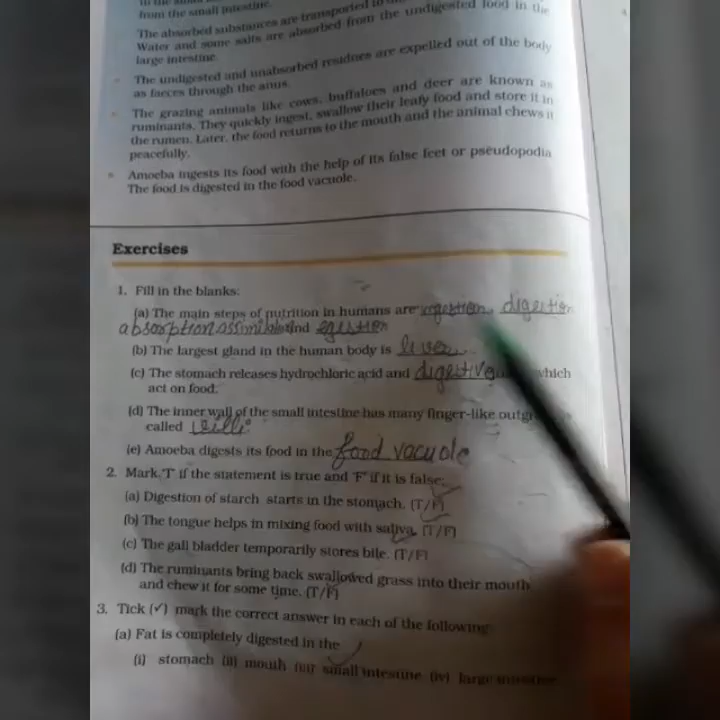 from the small intestine.
The absorbed substances are transported to
Water and some salts are absorbed from the undigested food in the
large intestine.
The undigested and unabsorbed residues are expelled out of the body
as faeces through the anus.
The grazing animals like cows, buffaloes and deer are known as
ruminants. They quickly ingest, swallow their leafy food and store it in
the rumen. Later, the food returns to the mouth and the animal chews it
peacefully.
Amoeba ingests its food with the help of its false feet or pseudopodia
The food is digested in the food vacuole.
Exercises
1. Fill in the blanks:
(a) The main steps of nutrition in humans are ingestion, digestion
absorption, and egestion
(b) The largest gland in the human body is liver
(c) The stomach releases hydrochloric acid and digestive which
act on food.
(d) The inner wall of the small intestine has many finger-like
called villi
(e) Amoeba digests its food in the food vacuole
2. Mark 'T' if the statement is true and 'F' if it is false:
(a) Digestion of starch starts in the stomach. (T/F)
(b) The tongue helps in mixing food with saliva. (T/F)
(c) The gall bladder temporarily stores bile. (T/F)
(d) The ruminants bring back swallowed grass into their mouth
and chew it for some time. (T/F)
3. Tick (✓) mark the correct answer in each of the following:
(a) Fat is completely digested in the
(i) stomach (ii) mouth (iii) small intestine (iv) large intestine